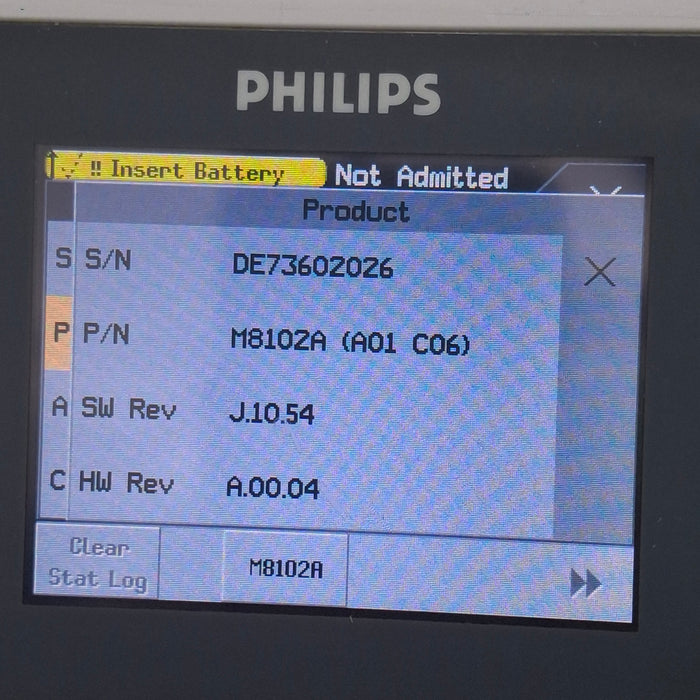 PHILIPS
!! Insert Battery Not Admitted
Product
S S/N DE73602026
P P/N M8102A (A01 C06)
A SW Rev J.10.54
C HW Rev A.00.04
Clear
Stat Log
M8102A